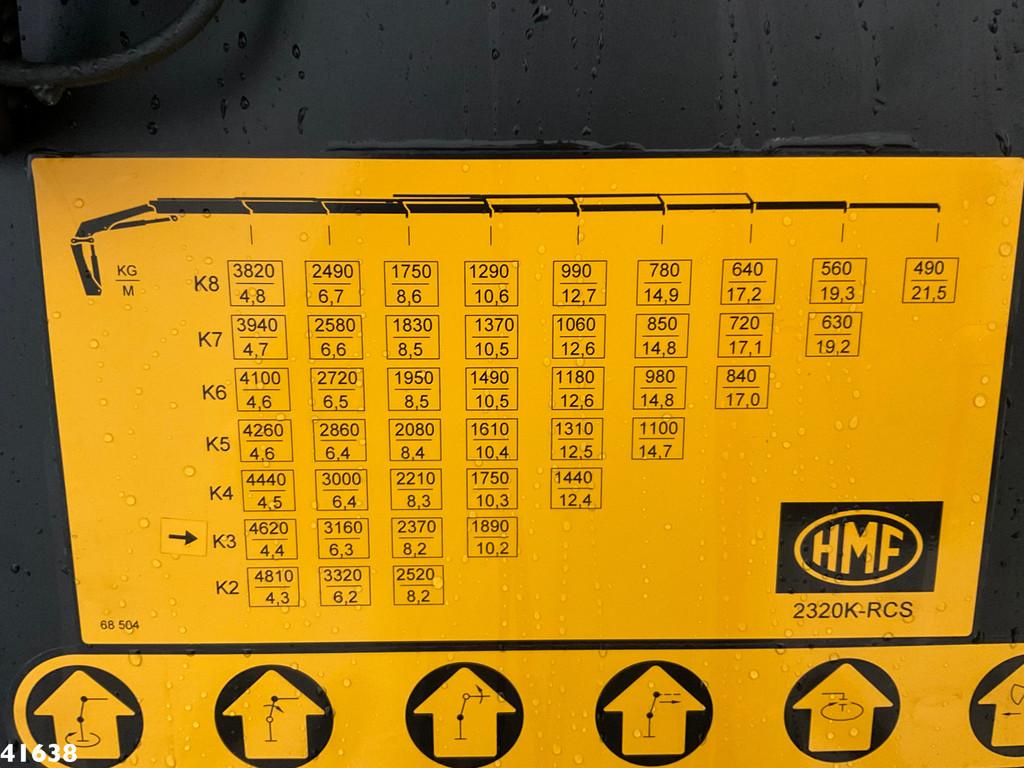 KG
M
K8 3820 2490 1750 1290 990 780 640 560 490
4,8 6,7 8,6 10,6 12,7 14,9 17,2 19,3 21,5
K7 3940 2580 1830 1370 1060 850 720 630
4,7 6,6 8,5 10,5 12,6 14,8 17,1 19,2
K6 4100 2720 1950 1490 1180 980 840
4,6 6,5 8,5 10,5 12,6 14,8 17,0
K5 4260 2860 2080 1610 1310 1100
4,6 6,4 8,4 10,4 12,5 14,7
K4 4440 3000 2210 1750 1440
4,5 6,4 8,3 10,3 12,4
K3 4620 3160 2370 1890
4,4 6,3 8,2 10,2
K2 4810 3320 2520
4,3 6,2 8,2
HMF
2320K-RCS
68 504
41638